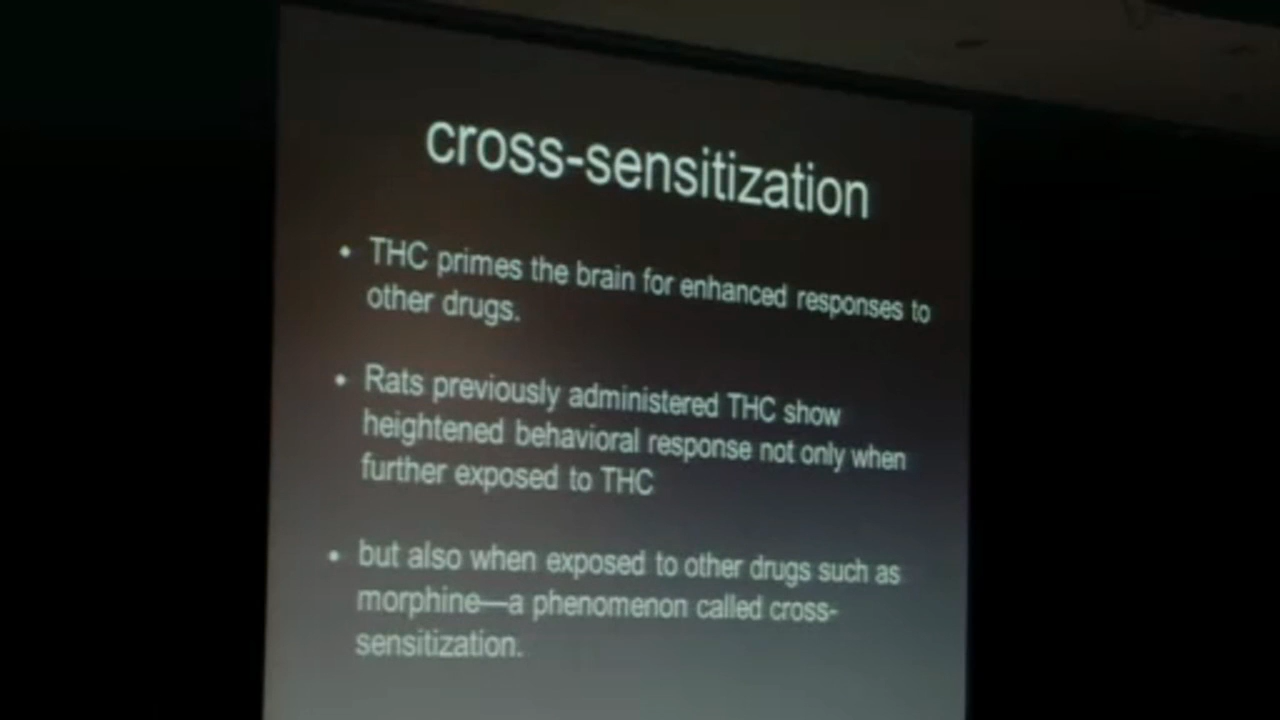 cross-sensitization
• THC primes the brain for enhanced responses to
other drugs.
• Rats previously administered THC show
heightened behavioral response not only when
further exposed to THC
• but also when exposed to other drugs such as
morphine—a phenomenon called cross-
sensitization.